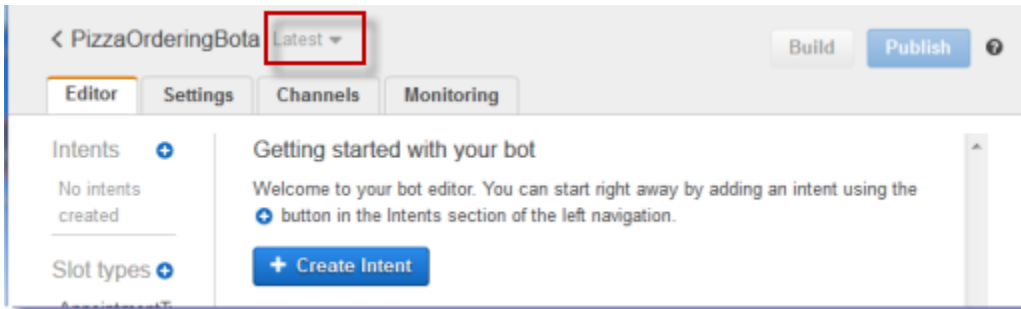 < PizzaOrderingBota Latest
Build Publish
Editor Settings Channels Monitoring
Intents
No intents
created
Slot types
Getting started with your bot
Welcome to your bot editor. You can start right away by adding an intent using the
button in the Intents section of the left navigation.
+ Create Intent